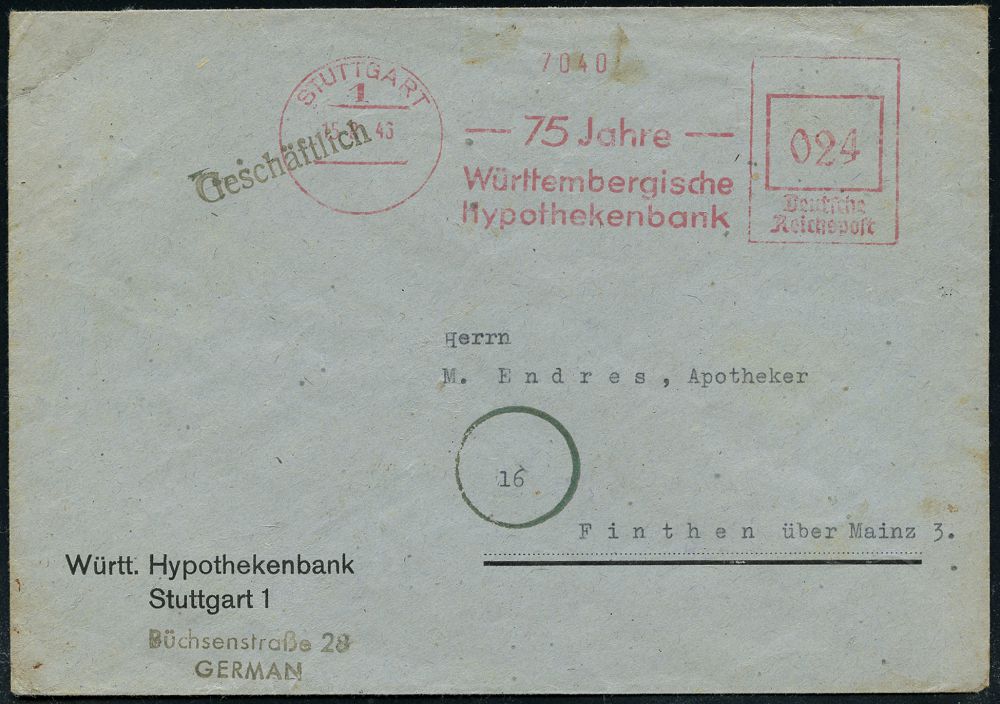 7040
STUTTGART
1
46
Geschäftlich
— 75 Jahre —
Württembergische
Hypothekenbank
024
Deutsche
Reichspost
Herrn
M. Endres, Apotheker
16
Finthen über Mainz 3.
Württ. Hypothekenbank
Stuttgart 1
Büchsenstraße 28
GERMAN